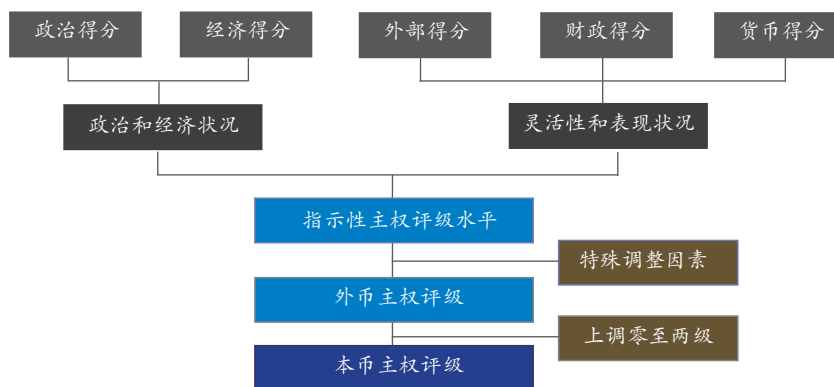 政治得分
经济得分
外部得分
财政得分
货币得分
政治和经济状况
灵活性和表现状况
指示性主权评级水平
特殊调整因素
外币主权评级
上调零至两级
本币主权评级